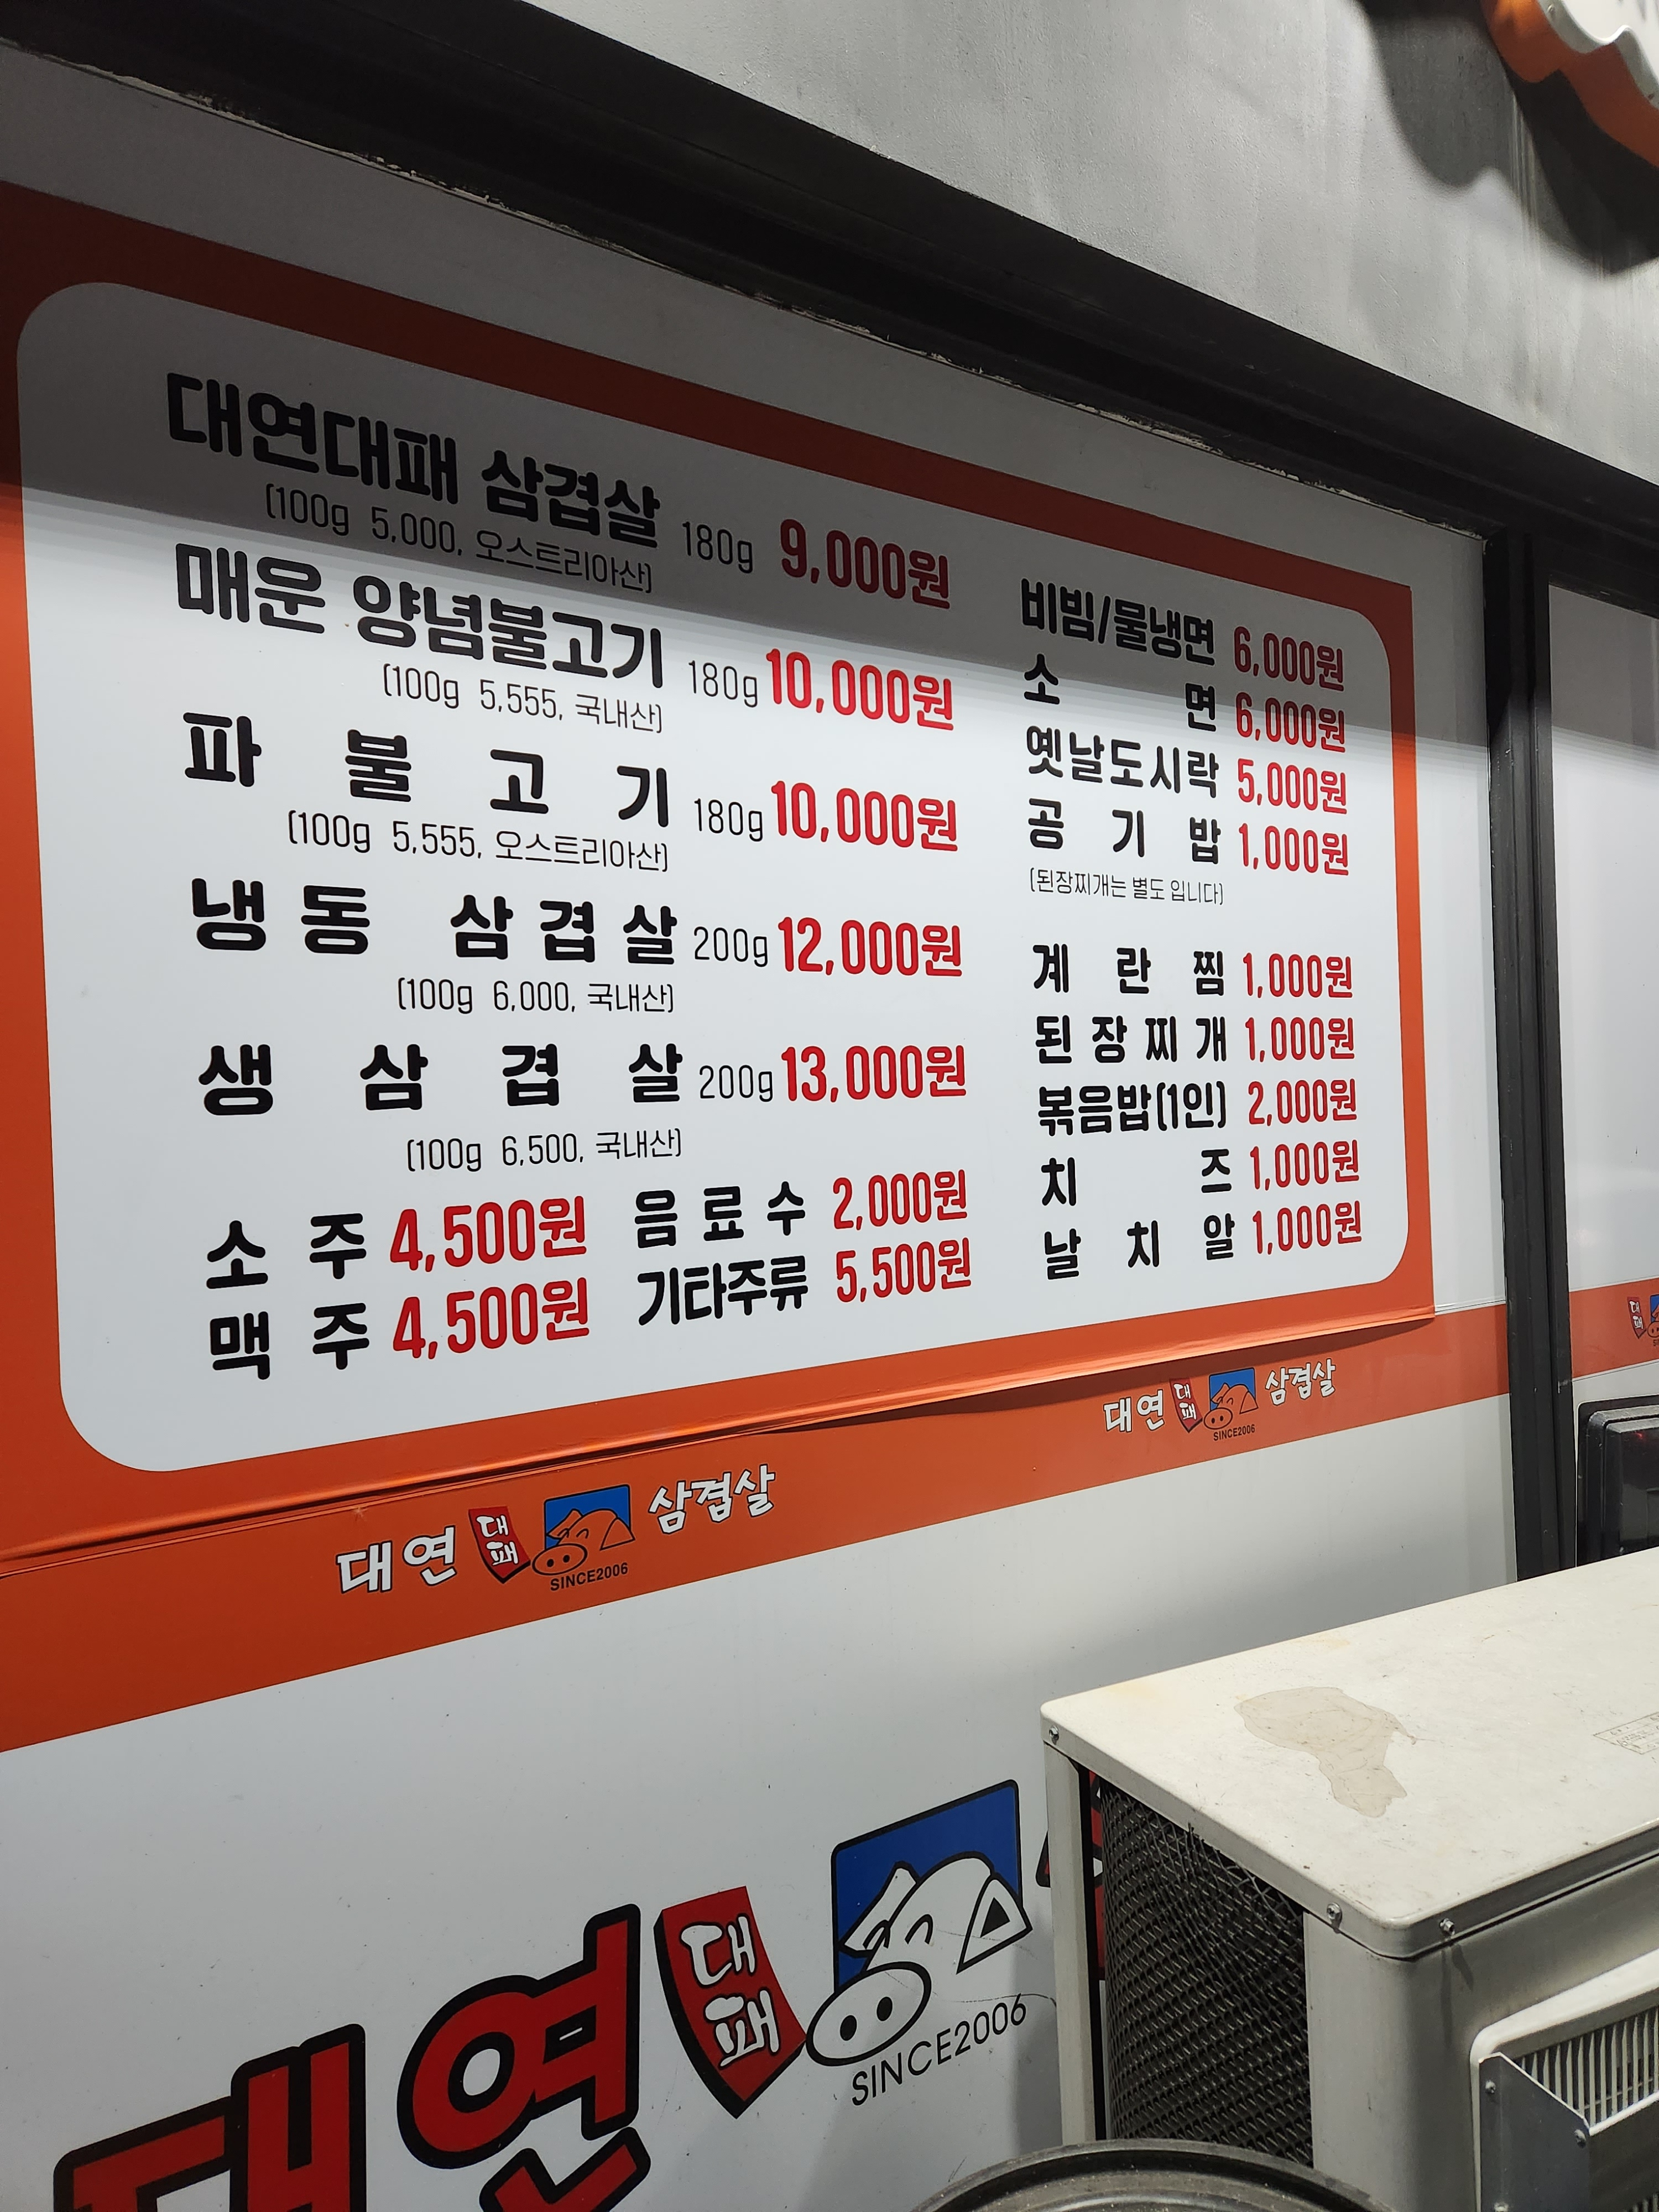 대연대패 삼겹살 180g 9,000원
(100g 5,000, 오스트리아산)
매운 양념불고기 180g 10,000원
(100g 5,555, 국내산)
파불고기 180g 10,000원
(100g 5,555, 오스트리아산)
냉동 삼겹살 200g 12,000원
(100g 6,000, 국내산)
생삼겹살 200g 13,000원
(100g 6,500, 국내산)
소주 4,500원 음료수 2,000원
맥주 4,500원 기타주류 5,500원
비빔/물냉면 6,000원
소면 6,000원
옛날도시락 5,000원
공기밥 1,000원
(된장찌개는 별도 입니다)
계란찜 1,000원
된장찌개 1,000원
볶음밥(1인) 2,000원
치즈 1,000원
날치알 1,000원
대연 대패 삼겹살
SINCE2006
대연 대패 삼겹살
SINCE2006
대패
대연 대패
SINCE2006